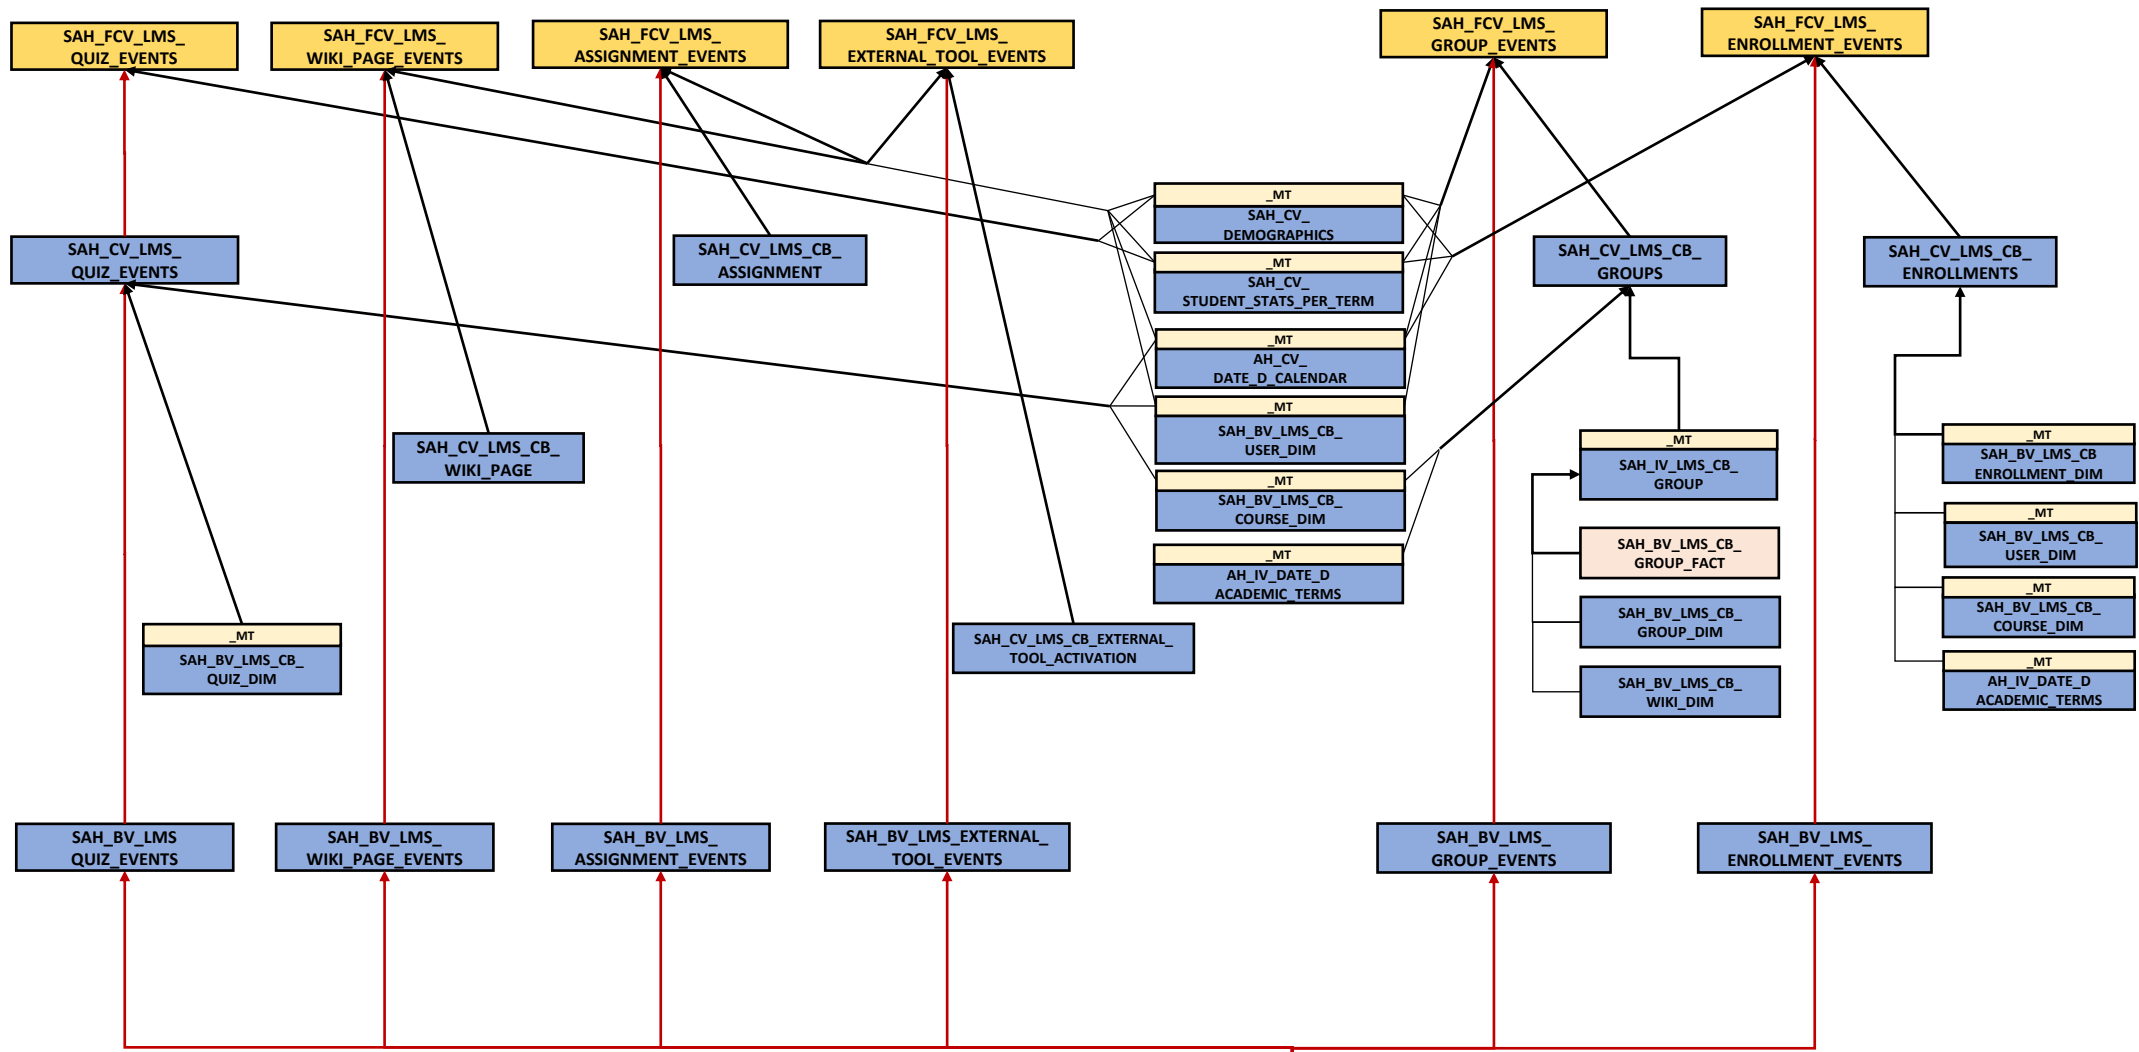 SAH_FCV_LMS_
QUIZ_EVENTS
SAH_FCV_LMS_
WIKI_PAGE_EVENTS
SAH_FCV_LMS_
ASSIGNMENT_EVENTS
SAH_FCV_LMS_
EXTERNAL_TOOL_EVENTS
SAH_FCV_LMS_
GROUP_EVENTS
SAH_FCV_LMS_
ENROLLMENT_EVENTS
SAH_CV_LMS_
QUIZ_EVENTS
SAH_CV_LMS_CB_
ASSIGNMENT
_MT
SAH_CV_
DEMOGRAPHICS
_MT
SAH_CV_
STUDENT_STATS_PER_TERM
_MT
AH_CV_
DATE_D_CALENDAR
_MT
SAH_BV_LMS_CB_
USER_DIM
_MT
SAH_BV_LMS_CB_
COURSE_DIM
_MT
AH_IV_DATE_D
ACADEMIC_TERMS
SAH_CV_LMS_CB_
GROUPS
SAH_CV_LMS_CB_
ENROLLMENTS
SAH_CV_LMS_CB_
WIKI_PAGE
_MT
SAH_IV_LMS_CB_
GROUP
SAH_BV_LMS_CB_
GROUP_FACT
SAH_BV_LMS_CB_
GROUP_DIM
SAH_BV_LMS_CB_
WIKI_DIM
_MT
SAH_BV_LMS_CB
ENROLLMENT_DIM
_MT
SAH_BV_LMS_CB_
USER_DIM
_MT
SAH_BV_LMS_CB_
COURSE_DIM
_MT
AH_IV_DATE_D
ACADEMIC_TERMS
_MT
SAH_BV_LMS_CB_
QUIZ_DIM
SAH_CV_LMS_CB_EXTERNAL_
TOOL_ACTIVATION
SAH_BV_LMS
QUIZ_EVENTS
SAH_BV_LMS_
WIKI_PAGE_EVENTS
SAH_BV_LMS_
ASSIGNMENT_EVENTS
SAH_BV_LMS_EXTERNAL_
TOOL_EVENTS
SAH_BV_LMS_
GROUP_EVENTS
SAH_BV_LMS_
ENROLLMENT_EVENTS